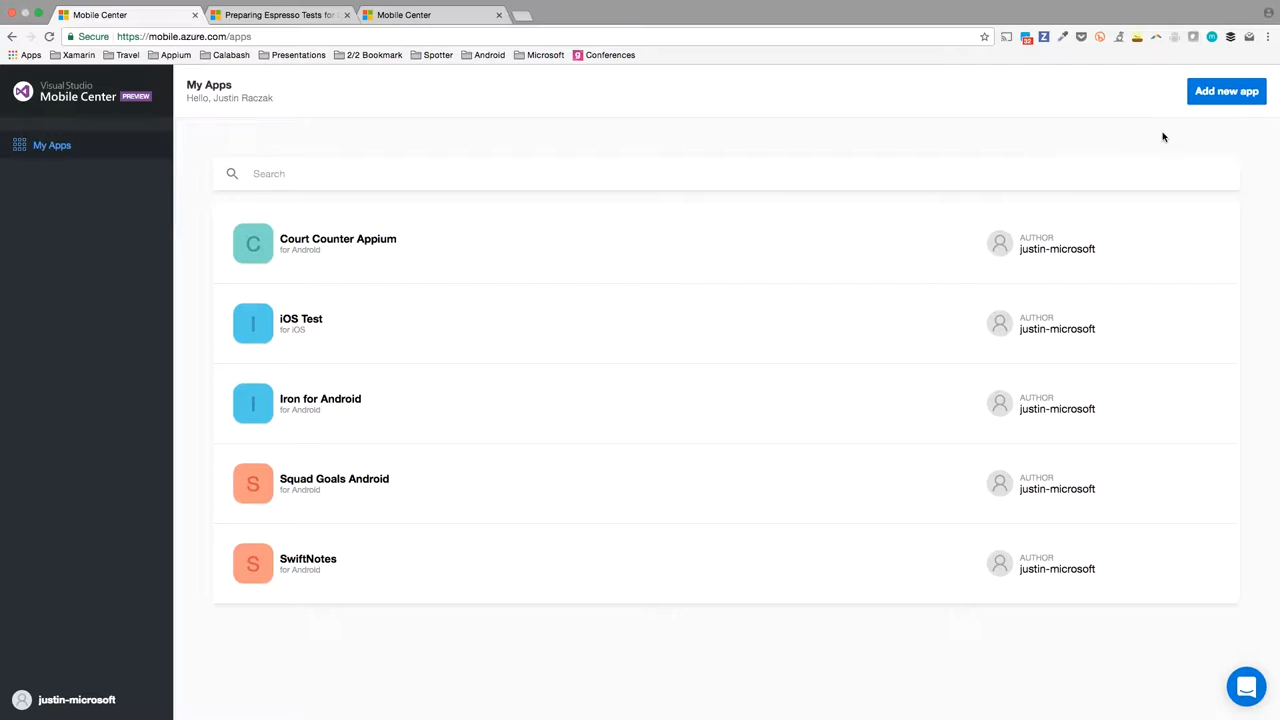 Mobile Center
Preparing Espresso Tests for
Mobile Center
Secure
https://mobile.azure.com/apps
Apps
Xamarin
Travel
Appium
Calabash
Presentations
2/2 Bookmark
Spotter
Android
Microsoft
Conferences
Visual Studio
Mobile Center PREVIEW
My Apps
justin-microsoft
My Apps
Hello, Justin Raczak
Add new app
Search
C
Court Counter Appium
for Android
AUTHOR
justin-microsoft
I
iOS Test
for iOS
AUTHOR
justin-microsoft
I
Iron for Android
for Android
AUTHOR
justin-microsoft
S
Squad Goals Android
for Android
AUTHOR
justin-microsoft
S
SwiftNotes
for Android
AUTHOR
justin-microsoft